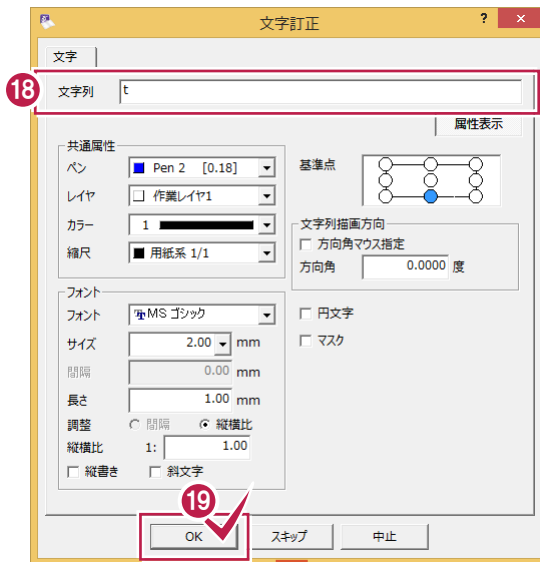 文字訂正 ? ×
文字
18 文字列 t
属性表示
共通属性
ペン Pen 2 [0.18]
レイヤ 作業レイヤ1
カラー 1
縮尺 用紙系 1/1
基準点
文字列描画方向
方向角マウス指定
方向角 0.0000 度
フォント
フォント MS ゴシック
サイズ 2.00 mm
間隔 0.00 mm
長さ 1.00 mm
調整 間隔 縦横比
縦横比 1: 1.00
縦書き 斜文字
円文字
マスク
19
OK スキップ 中止